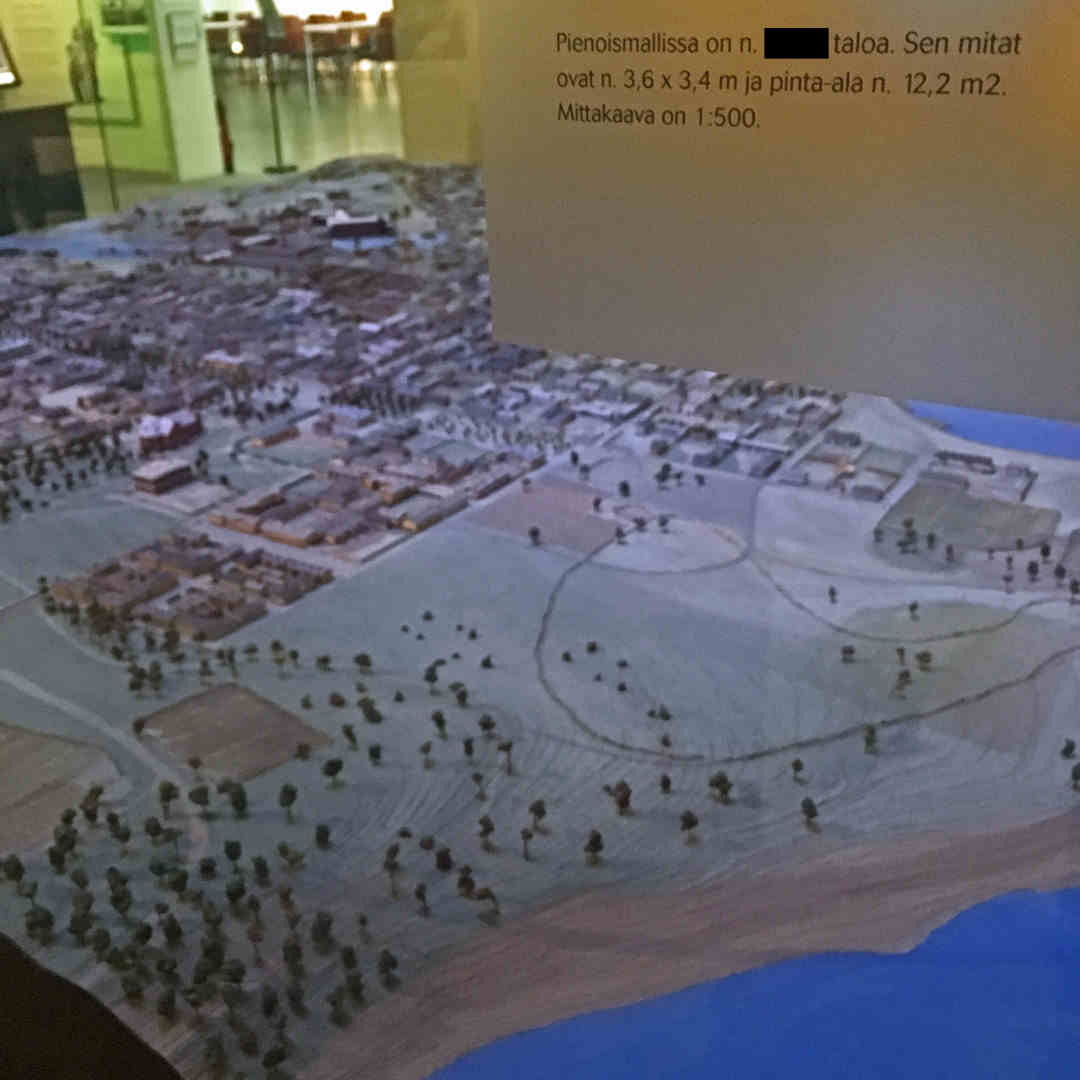 Pienoismallissa on n. taloa. Sen mitat
ovat n. 3,6 x 3,4 m ja pinta-ala n. 12,2 m2.
Mittakaava on 1:500.